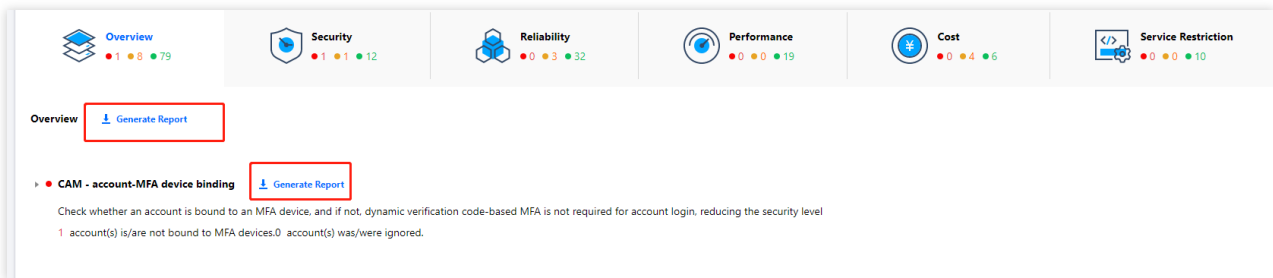 Overview
1 8 79
Security
1 1 12
Reliability
0 3 32
Performance
0 0 19
Cost
¥
0 4 6
Service Restriction
</>
0 0 10
Overview Generate Report
CAM - account-MFA device binding Generate Report
Check whether an account is bound to an MFA device, and if not, dynamic verification code-based MFA is not required for account login, reducing the security level
1 account(s) is/are not bound to MFA devices.0 account(s) was/were ignored.